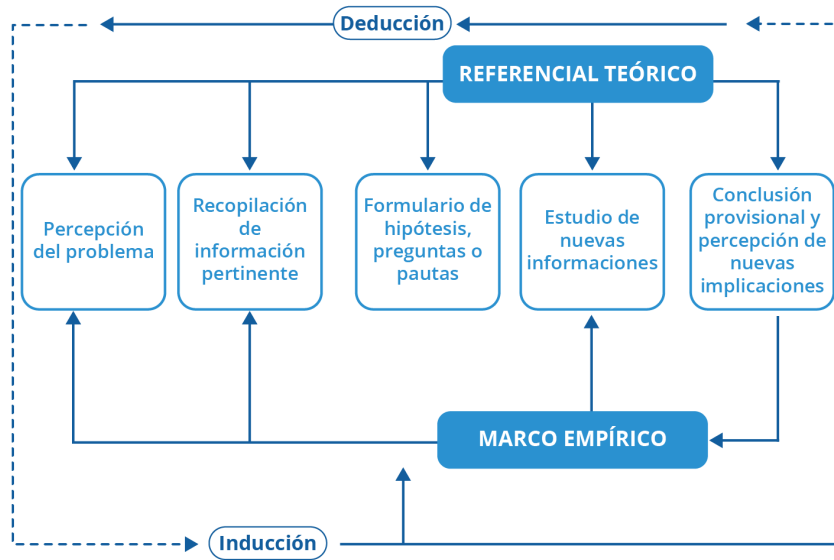 Deducción
REFERENCIAL TEÓRICO
Percepción
del problema
Recopilación
de
información
pertinente
Formulario de
hipótesis,
preguntas o
pautas
Estudio de
nuevas
informaciones
Conclusión
provisional y
percepción de
nuevas
implicaciones
MARCO EMPÍRICO
Inducción